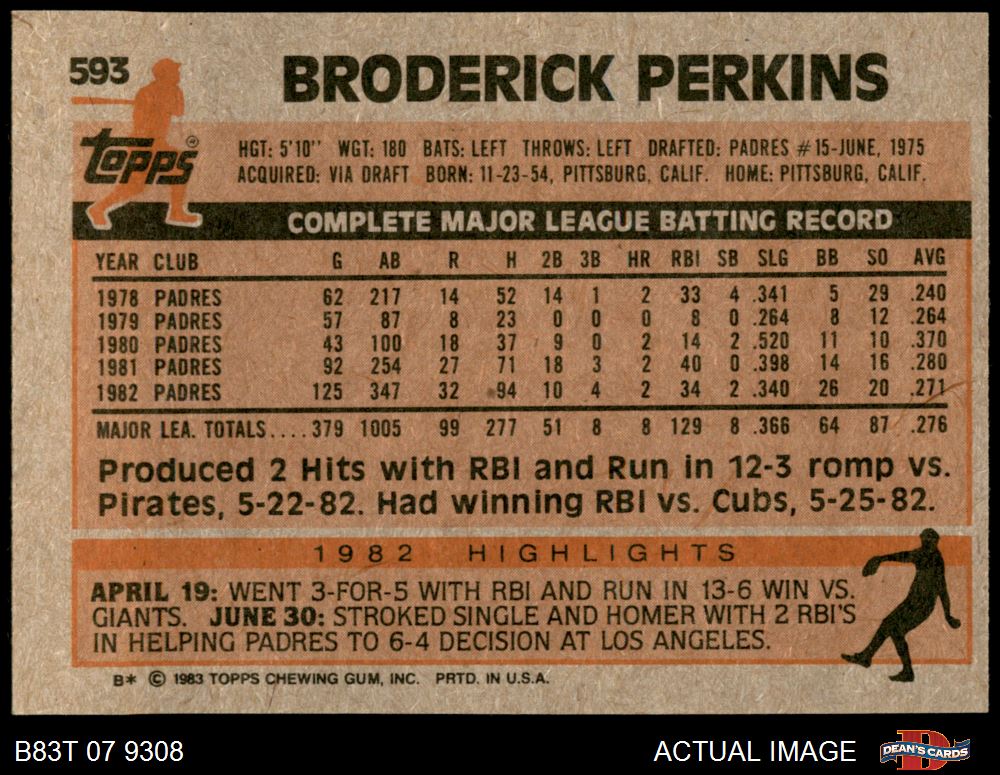 593
BRODERICK PERKINS
Topps ®
HGT: 5'10'' WGT: 180 BATS: LEFT THROWS: LEFT DRAFTED: PADRES #15-JUNE, 1975
ACQUIRED: VIA DRAFT BORN: 11-23-54, PITTSBURG, CALIF. HOME: PITTSBURG, CALIF.
COMPLETE MAJOR LEAGUE BATTING RECORD
YEAR CLUB G AB R H 2B 3B HR RBI SB SLG BB SO AVG
1978 PADRES 62 217 14 52 14 1 2 33 4 .341 5 29 .240
1979 PADRES 57 87 8 23 0 0 0 8 0 .264 8 12 .264
1980 PADRES 43 100 18 37 9 0 2 14 2 .520 11 10 .370
1981 PADRES 92 254 27 71 18 3 2 40 0 .398 14 16 .280
1982 PADRES 125 347 32 94 10 4 2 34 2 .340 26 20 .271
MAJOR LEA. TOTALS.... 379 1005 99 277 51 8 8 129 8 .366 64 87 .276
Produced 2 Hits with RBI and Run in 12-3 romp vs.
Pirates, 5-22-82. Had winning RBI vs. Cubs, 5-25-82.
1982 HIGHLIGHTS
APRIL 19: WENT 3-FOR-5 WITH RBI AND RUN IN 13-6 WIN VS.
GIANTS. JUNE 30: STROKED SINGLE AND HOMER WITH 2 RBI'S
IN HELPING PADRES TO 6-4 DECISION AT LOS ANGELES.
B* © 1983 TOPPS CHEWING GUM, INC. PRTD. IN U.S.A.
B83T 07 9308
ACTUAL IMAGE
DEAN'S CARDS